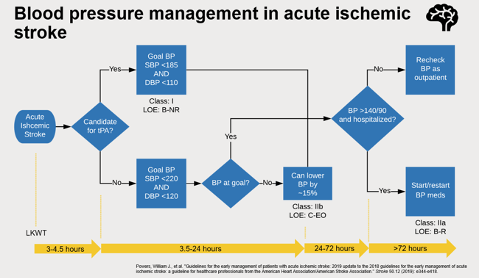 Blood pressure management in acute ischemic
stroke
Acute
Ishcemic
Stroke
Candidate
for tPA?
Yes
No
Goal BP
SBP <185
AND
DBP <110
Class: I
LOE: B-NR
Goal BP
SBP <220
AND
DBP <120
BP at goal?
Yes
No
Can lower
BP by
~15%
Class: IIb
LOE: C-EO
BP >140/90
and hospitalized?
No
Yes
Recheck
BP as
outpatient
Start/restart
BP meds
Class: IIa
LOE: B-R
LKWT
3-4.5 hours
3.5-24 hours
24-72 hours
>72 hours
Powers, William J., et al. "Guidelines for the early management of patients with acute ischemic stroke: 2019 update to the 2018 guidelines for the early management of acute
ischemic stroke: a guideline for healthcare professionals from the American Heart Association/American Stroke Association." Stroke 50.12 (2019): e344-e418.